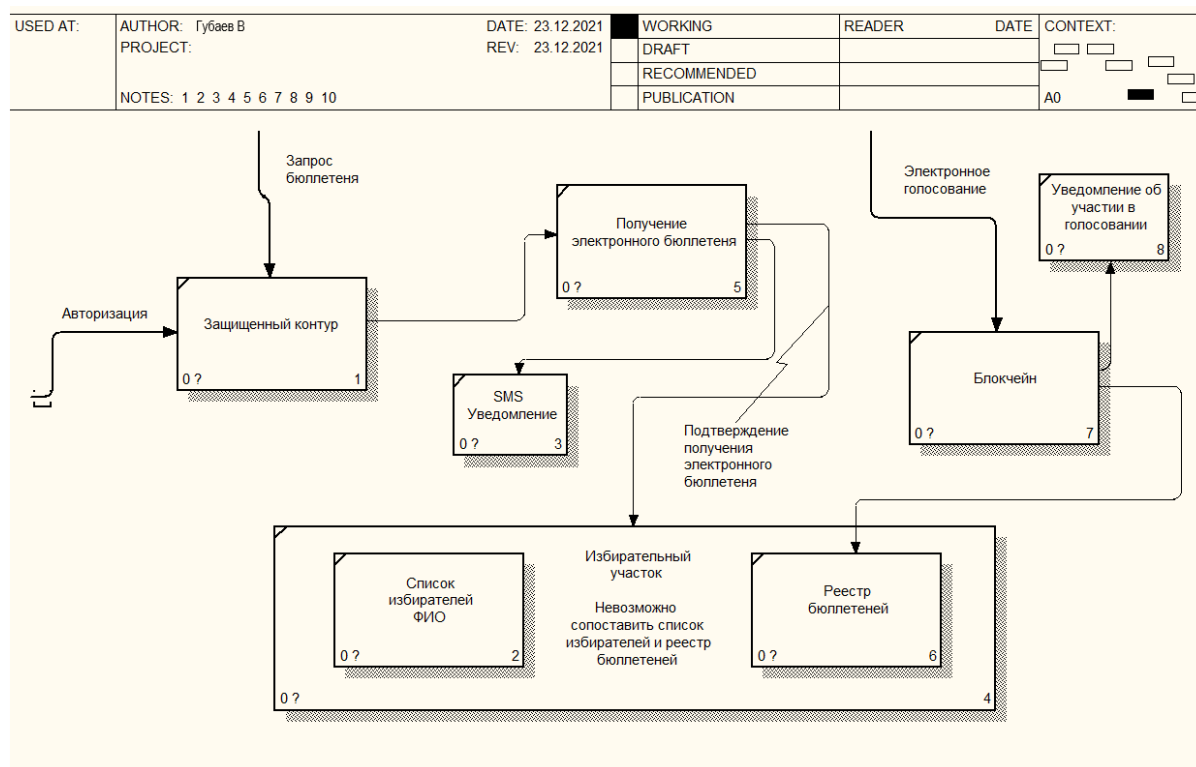 USED AT:
AUTHOR: Губаев В
DATE: 23.12.2021
WORKING
READER
DATE
CONTEXT:
PROJECT:
REV: 23.12.2021
DRAFT
RECOMMENDED
NOTES: 1 2 3 4 5 6 7 8 9 10
PUBLICATION
A0
Запрос
бюллетеня
Авторизация
Защищенный контур
0 ?
1
Получение
электронного бюллетеня
0 ?
5
SMS
Уведомление
0 ?
3
Подтверждение
получения
электронного
бюллетеня
Электронное
голосование
Уведомление об
участии в
голосовании
0 ?
8
Блокчейн
0 ?
7
Избирательный
участок
Невозможно
сопоставить список
избирателей и реестр
бюллетеней
0 ?
4
Список
избирателей
ФИО
0 ?
2
Реестр
бюллетеней
0 ?
6